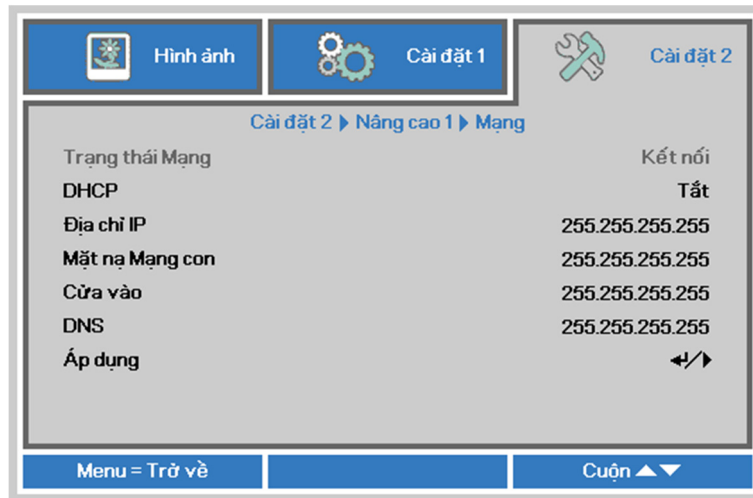 Hình ảnh
Cài đặt 1
Cài đặt 2
Cài đặt 2 ▶ Nâng cao 1 ▶ Mạng
Trạng thái Mạng Kết nối
DHCP Tắt
Địa chỉ IP 255.255.255.255
Mặt nạ Mạng con 255.255.255.255
Cửa vào 255.255.255.255
DNS 255.255.255.255
Áp dụng ↵/▶
Menu = Trở về
Cuộn ▲▼